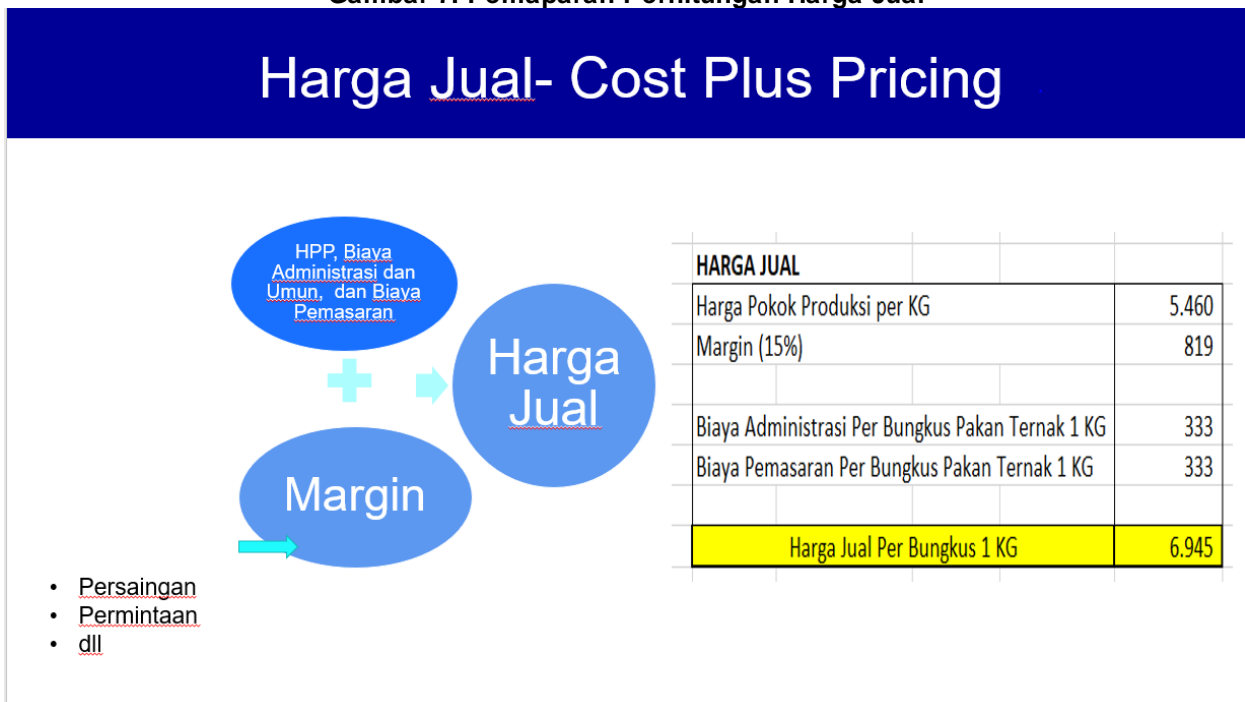 Harga Jual- Cost Plus Pricing
HPP, Biaya
Administrasi dan
Umun, dan Biaya
Pemasaran
Harga
Jual
Margin
• Persaingan
• Permintaan
• dll
HARGA JUAL
Harga Pokok Produksi per KG 5.460
Margin (15%) 819
Biaya Administrasi Per Bungkus Pakan Ternak 1 KG 333
Biaya Pemasaran Per Bungkus Pakan Ternak 1 KG 333
Harga Jual Per Bungkus 1 KG 6.945